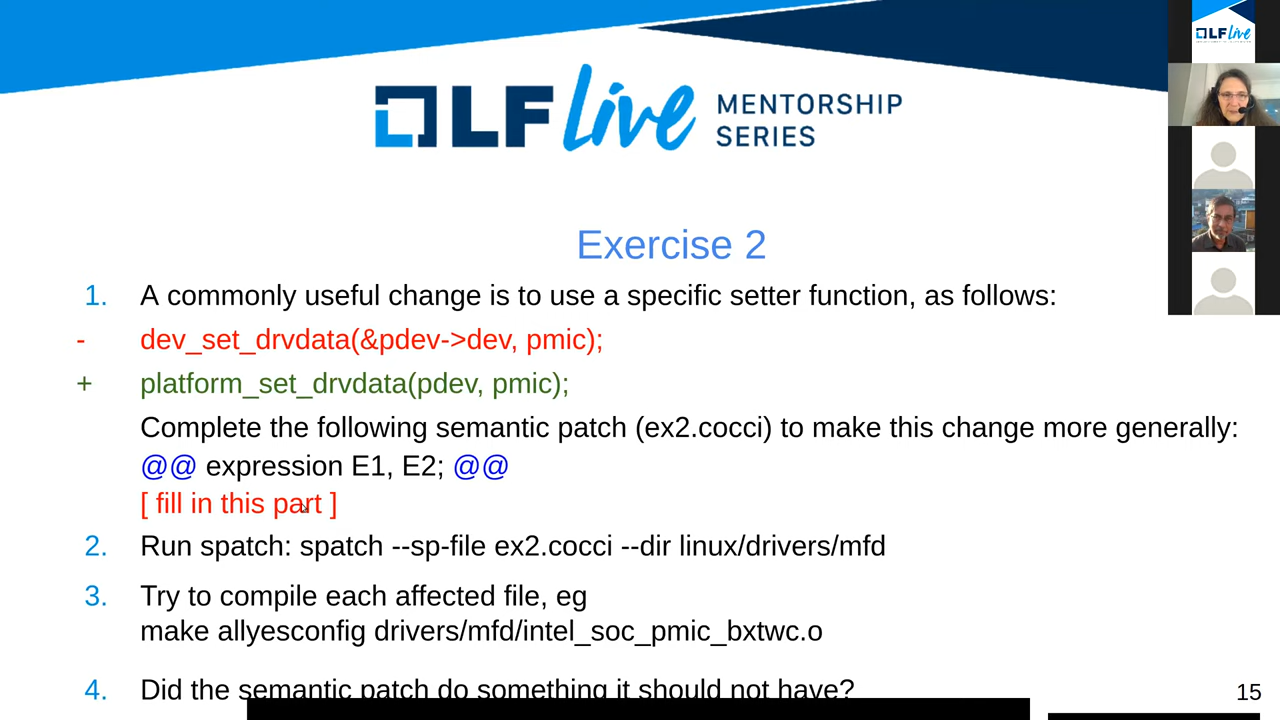 LF live MENTORSHIP
SERIES
LF live
Exercise 2
1. A commonly useful change is to use a specific setter function, as follows:
- dev_set_drvdata(&pdev->dev, pmic);
+ platform_set_drvdata(pdev, pmic);
Complete the following semantic patch (ex2.cocci) to make this change more generally:
@@ expression E1, E2; @@
[ fill in this part ]
2. Run spatch: spatch --sp-file ex2.cocci --dir linux/drivers/mfd
3. Try to compile each affected file, eg
make allyesconfig drivers/mfd/intel_soc_pmic_bxtwc.o
4. Did the semantic patch do something it should not have?
15